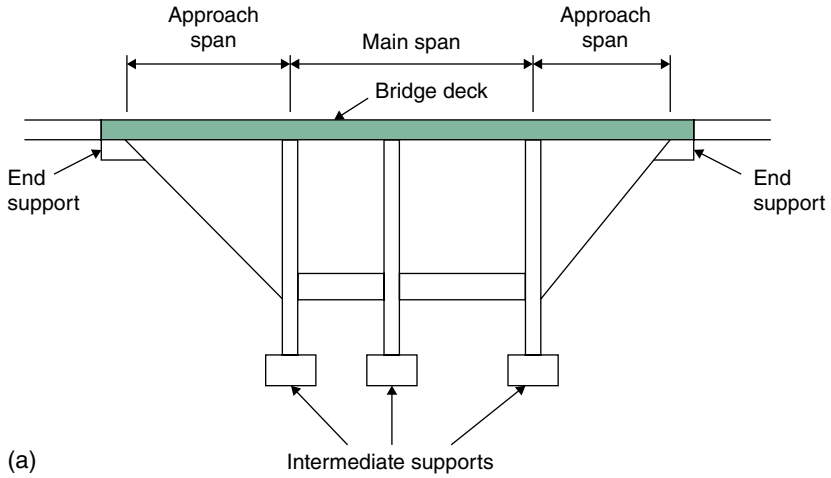 Approach
span
Main span
Approach
span
Bridge deck
End
support
End
support
(a)
Intermediate supports